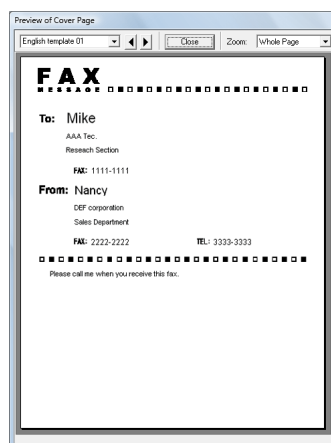 Preview of Cover Page
English template 01 Close Zoom: Whole Page
FAX
MESSAGE
To: Mike
AAA Tec.
Reseach Section
FAX: 1111-1111
From: Nancy
DEF corporation
Sales Department
FAX: 2222-2222 TEL: 3333-3333
Please call me when you receive this fax.